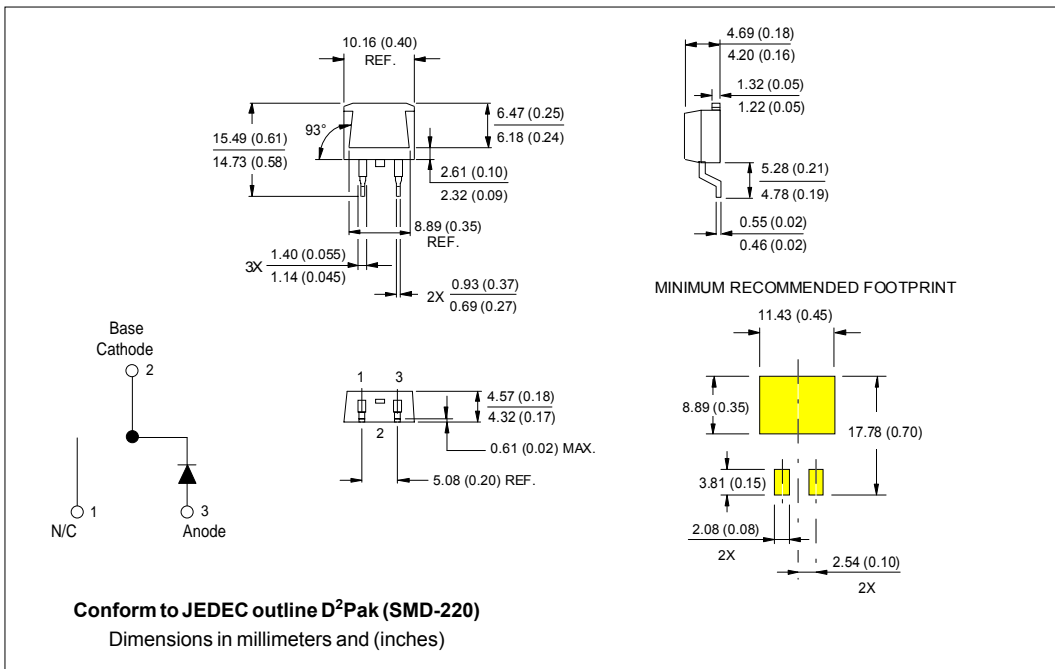 10.16 (0.40)
REF.
93°
15.49 (0.61)
14.73 (0.58)
6.47 (0.25)
6.18 (0.24)
2.61 (0.10)
2.32 (0.09)
8.89 (0.35)
REF.
3X 1.40 (0.055)
1.14 (0.045)
2X 0.93 (0.37)
0.69 (0.27)
4.69 (0.18)
4.20 (0.16)
1.32 (0.05)
1.22 (0.05)
5.28 (0.21)
4.78 (0.19)
0.55 (0.02)
0.46 (0.02)
Base
Cathode
2
1
N/C
3
Anode
1 3
2
4.57 (0.18)
4.32 (0.17)
0.61 (0.02) MAX.
5.08 (0.20) REF.
MINIMUM RECOMMENDED FOOTPRINT
11.43 (0.45)
8.89 (0.35)
17.78 (0.70)
3.81 (0.15)
2.08 (0.08)
2X
2.54 (0.10)
2X
Conform to JEDEC outline D²Pak (SMD-220)
Dimensions in millimeters and (inches)